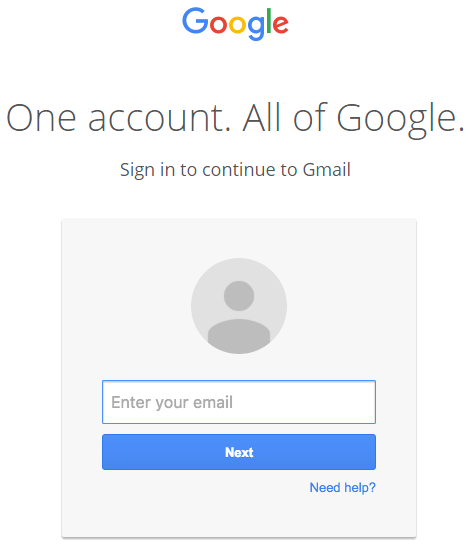 Google
One account. All of Google.
Sign in to continue to Gmail
Enter your email
Next
Need help?